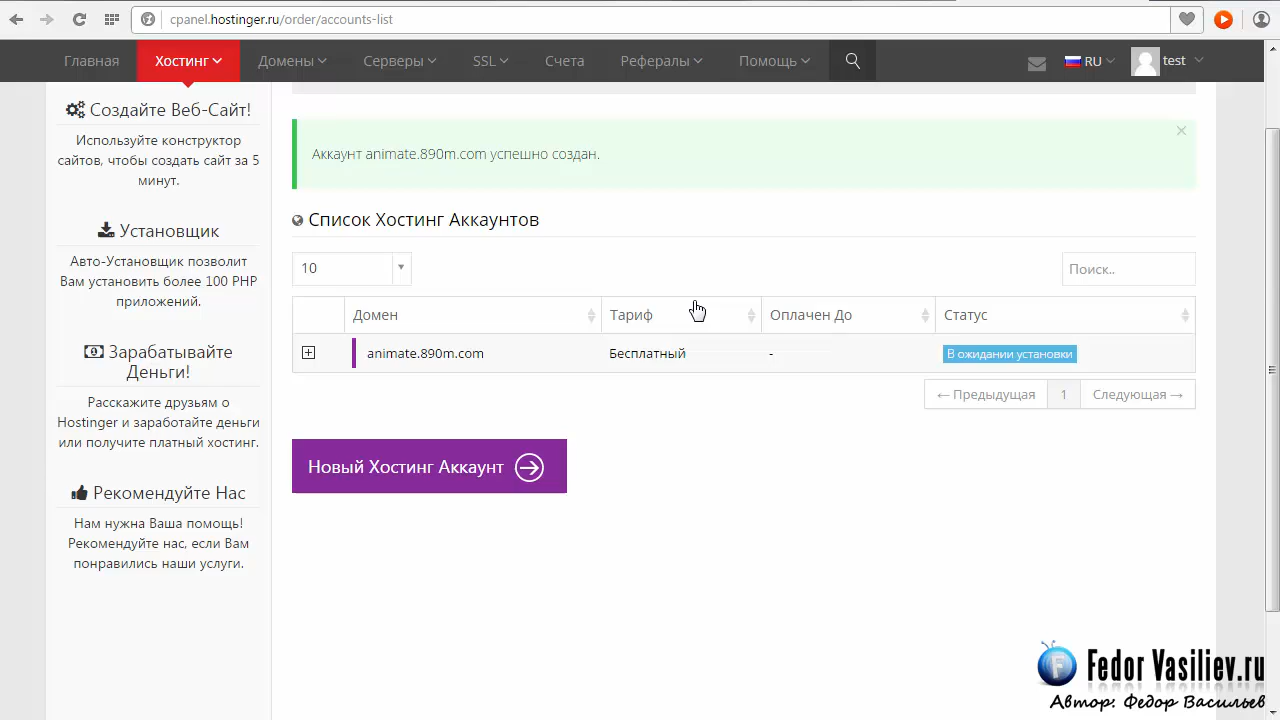 cpanel.hostinger.ru/order/accounts-list
Главная
Хостинг
Домены
Серверы
SSL
Счета
Рефералы
Помощь
RU
test
Создайте Веб-Сайт!
Используйте конструктор
сайтов, чтобы создать сайт за 5
минут.
Установщик
Авто-Установщик позволит
Вам установить более 100 PHP
приложений.
Зарабатывайте
Деньги!
Расскажите друзьям о
Hostinger и заработайте деньги
или получите платный хостинг.
Рекомендуйте Нас
Нам нужна Ваша помощь!
Рекомендуйте нас, если Вам
понравились наши услуги.
Аккаунт animate.890m.com успешно создан.
×
Список Хостинг Аккаунтов
10
Поиск..
Домен
Тариф
Оплачен До
Статус
animate.890m.com
Бесплатный
-
В ожидании установки
← Предыдущая
1
Следующая →
Новый Хостинг Аккаунт
F
Fedor Vasiliev.ru
Автор: Федор Васильев